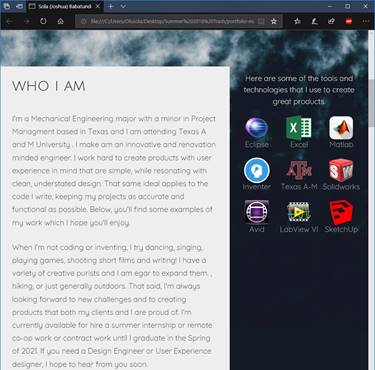 Sola (Joshua) Babatund
file:///C:/Users/Olusola/Desktop/Summer%202018%20Trash/portfolio-m
WHO I AM
I'm a Mechanical Engineering major with a minor in Project
Managment based in Texas and I am attending Texas A
and M University . I make am an innovative and renovation
minded engineer. I work hard to create products with user
experience in mind that are simple, while resonating with
clean, understated design. That same ideal applies to the
code I write, keeping my projects as accurate and
functional as possible. Below, you'll find some examples of
my work which I hope you'll enjoy.
When I'm not coding or inventing, I try dancing, singing,
playing games, shooting short films and writing! I have a
variety of creative purists and I am egar to expand them. ,
hiking, or just generally outdoors. That said, I'm always
looking forward to new challenges and to creating
products that both my clients and I are proud of. I'm
currently available for hire a summer internship or remote
co-op work or contract work until I graduate in the Spring
of 2021. If you need a Design Engineer or User Experience
designer, I hope to hear from you soon.
Here are some of the tools and
technologies that I use to create
great products.
Eclipse Excel Matlab
Inventer Texas A-M Solidworks
Avid LabView VI SketchUp